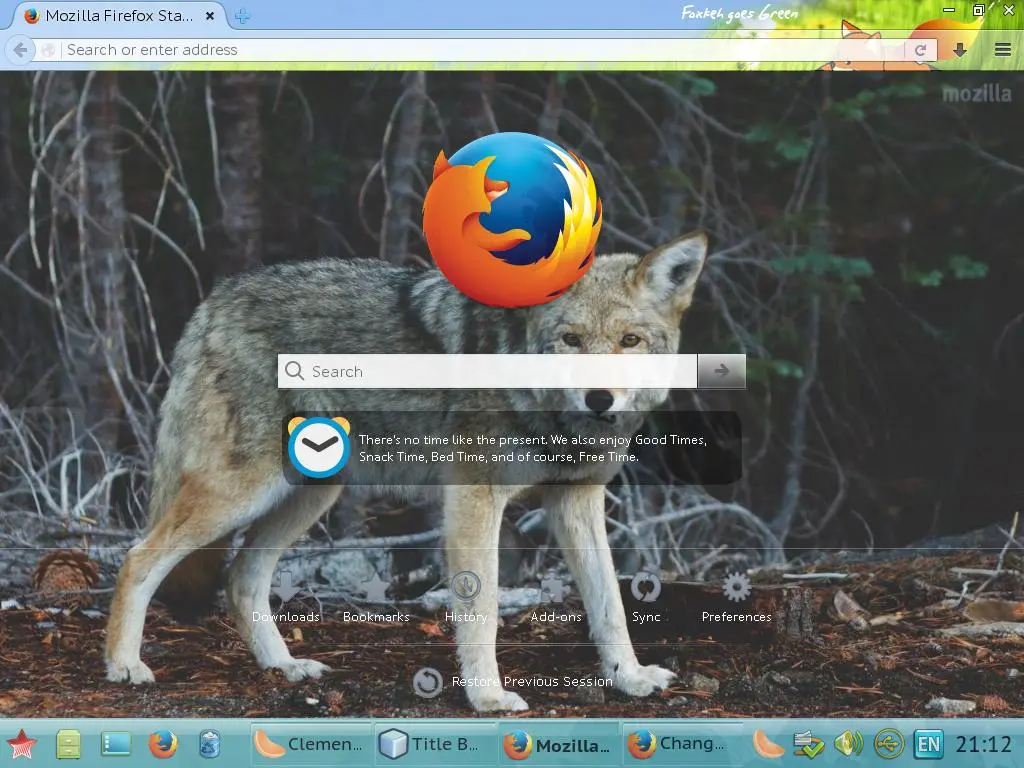 Mozilla Firefox Sta...
Foxkeh goes Green
Search or enter address
mozilla
Search
There's no time like the present. We also enjoy Good Times,
Snack Time, Bed Time, and of course, Free Time.
Downloads
Bookmarks
History
Add-ons
Sync
Preferences
Restore Previous Session
Clemen...
Title B...
Mozilla...
Chang...
EN
21:12